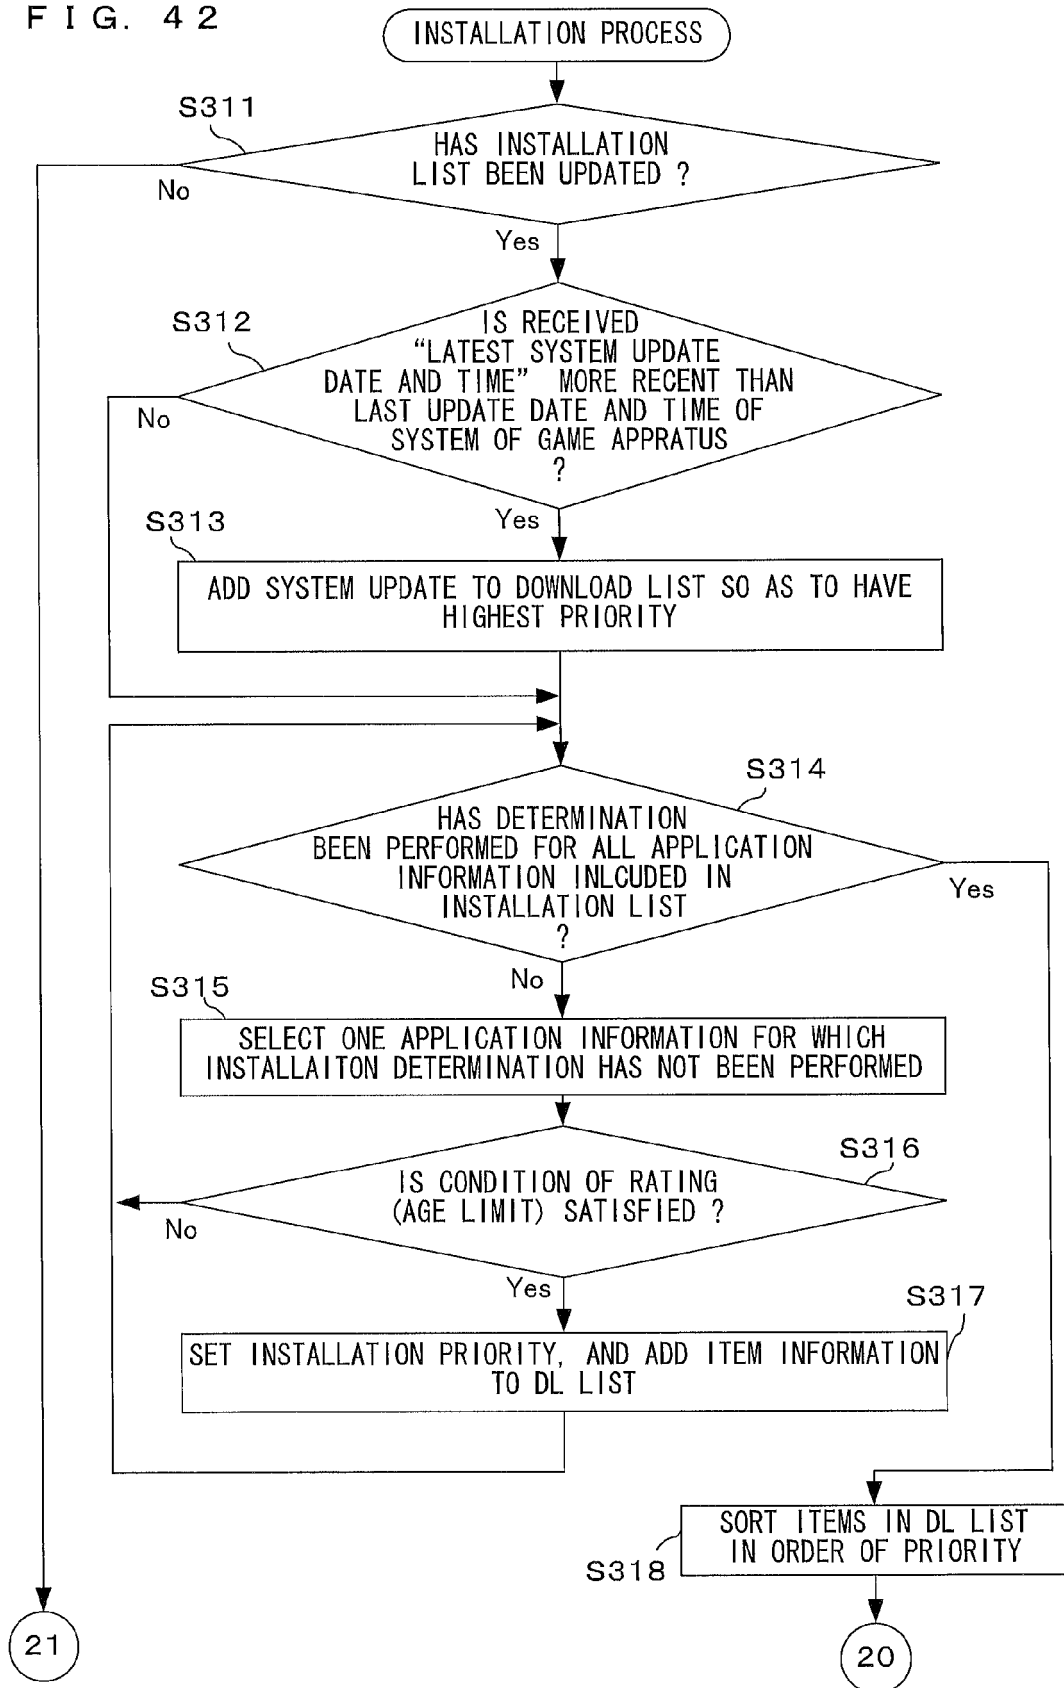 FIG. 42
INSTALLATION PROCESS
S311
HAS INSTALLATION
LIST BEEN UPDATED ?
No
Yes
S312
IS RECEIVED
“LATEST SYSTEM UPDATE
DATE AND TIME” MORE RECENT THAN
LAST UPDATE DATE AND TIME OF
SYSTEM OF GAME APPRATUS
?
No
Yes
S313
ADD SYSTEM UPDATE TO DOWNLOAD LIST SO AS TO HAVE
HIGHEST PRIORITY
S314
HAS DETERMINATION
BEEN PERFORMED FOR ALL APPLICATION
INFORMATION INLCUDED IN
INSTALLATION LIST
?
Yes
No
S315
SELECT ONE APPLICATION INFORMATION FOR WHICH
INSTALLAITON DETERMINATION HAS NOT BEEN PERFORMED
S316
IS CONDITION OF RATING
(AGE LIMIT) SATISFIED ?
No
Yes
S317
SET INSTALLATION PRIORITY, AND ADD ITEM INFORMATION
TO DL LIST
SORT ITEMS IN DL LIST
IN ORDER OF PRIORITY
S318
21
20